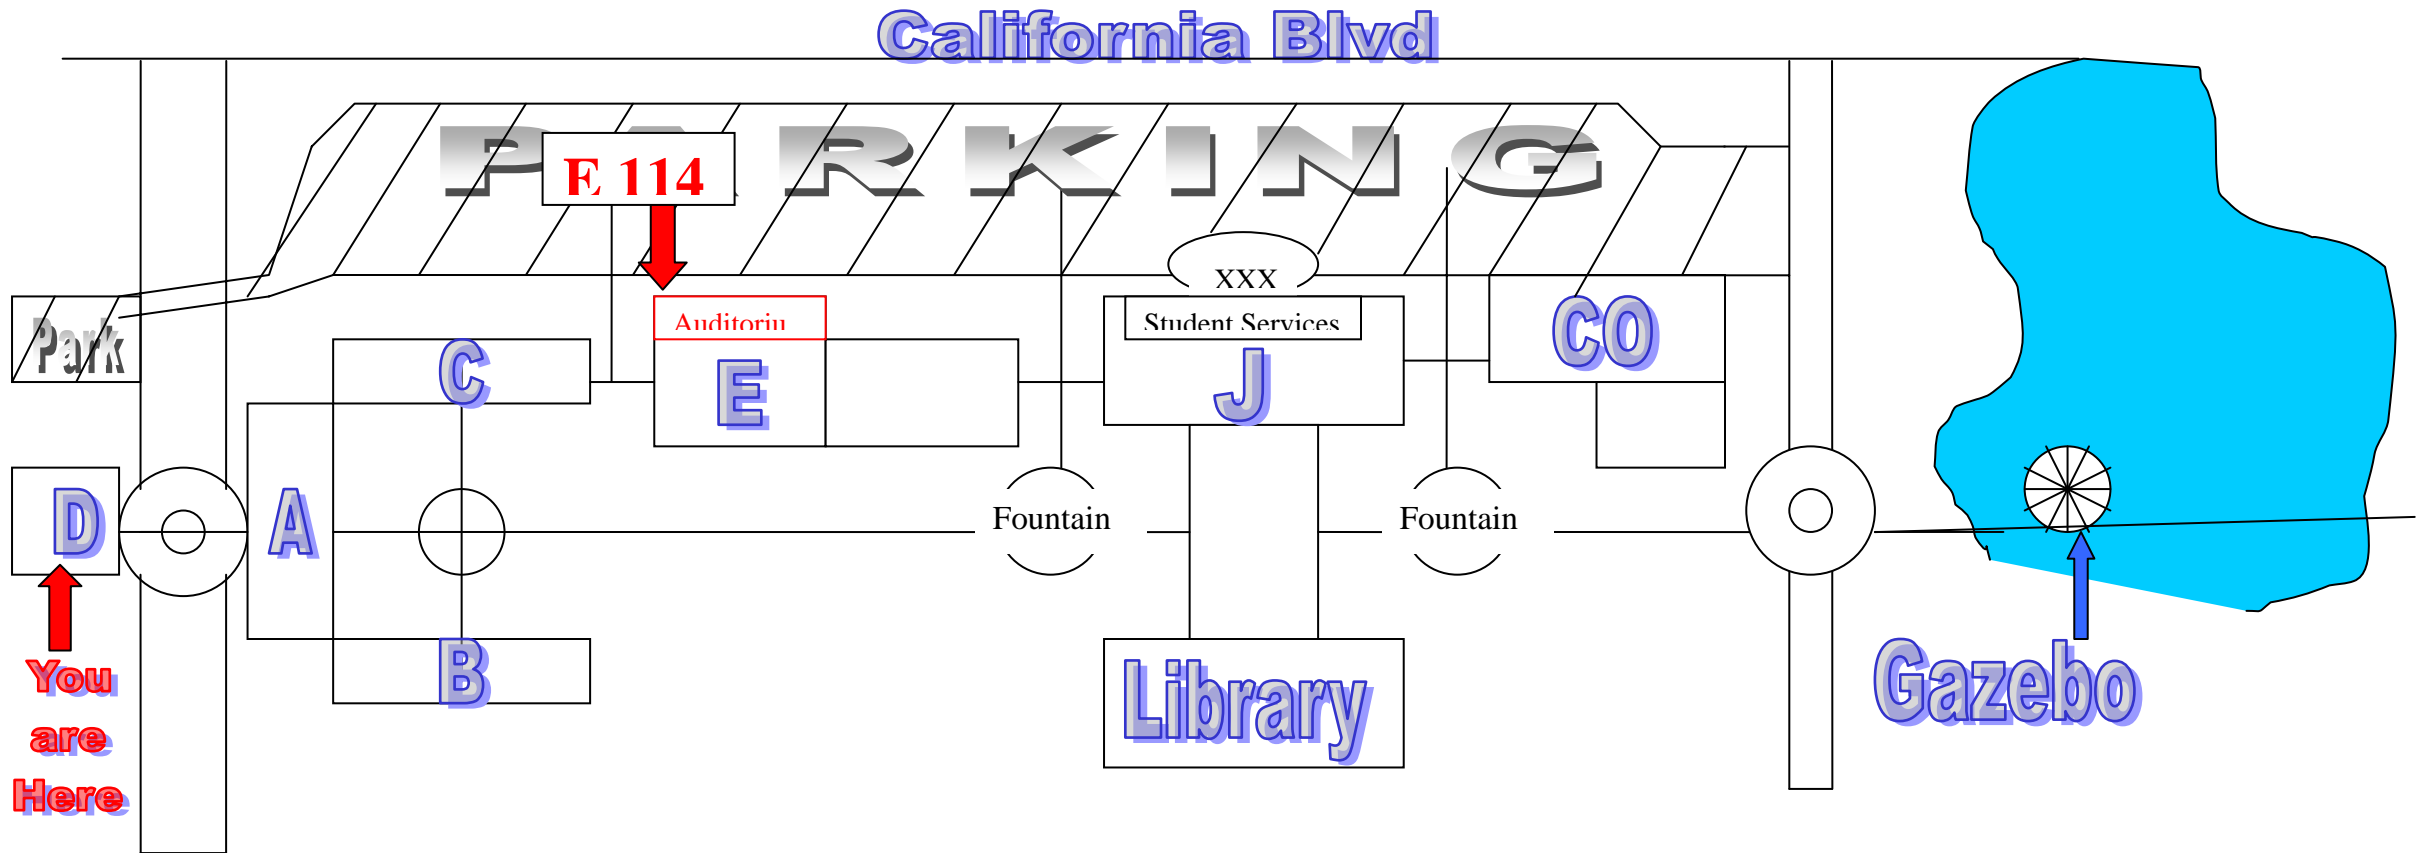 California Blvd
PARKING
E 114
XXX
Auditoriu
Student Services
Park
C
E
J
CO
D
A
Fountain
Fountain
B
Library
Gazebo
You
are
Here